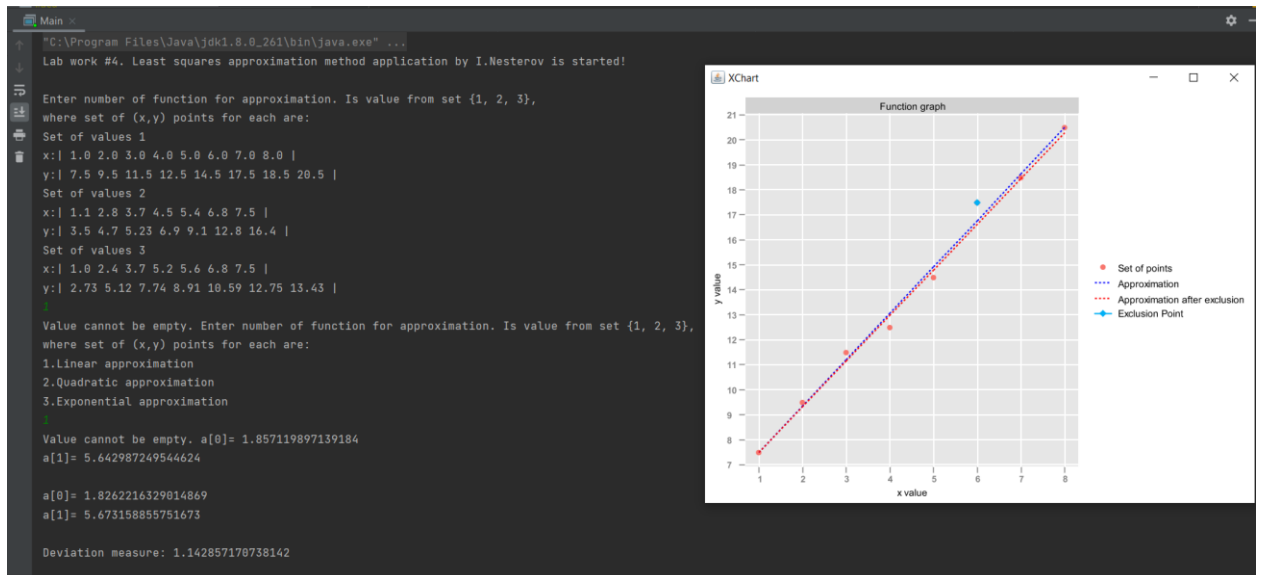 Main
"C:\Program Files\Java\jdk1.8.0_261\bin\java.exe" ...
Lab work #4. Least squares approximation method application by I.Nesterov is started!
Enter number of function for approximation. Is value from set {1, 2, 3},
where set of (x,y) points for each are:
Set of values 1
x:| 1.0 2.0 3.0 4.0 5.0 6.0 7.0 8.0 |
y:| 7.5 9.5 11.5 12.5 14.5 17.5 18.5 20.5 |
Set of values 2
x:| 1.1 2.8 3.7 4.5 5.4 6.8 7.5 |
y:| 3.5 4.7 5.23 6.9 9.1 12.8 16.4 |
Set of values 3
x:| 1.0 2.4 3.7 5.2 5.6 6.8 7.5 |
y:| 2.73 5.12 7.74 8.91 10.59 12.75 13.43 |
1
Value cannot be empty. Enter number of function for approximation. Is value from set {1, 2, 3},
where set of (x,y) points for each are:
1.Linear approximation
2.Quadratic approximation
3.Exponential approximation
1
Value cannot be empty. a[0]= 1.857119897139184
a[1]= 5.642987249544624
a[0]= 1.8262216329014869
a[1]= 5.673158855751673
Deviation measure: 1.142857170738142
XChart
Function graph
21
20
19
18
17
16
15
14
13
12
11
10
9
8
7
y value
1 2 3 4 5 6 7 8
x value
Set of points
Approximation
Approximation after exclusion
Exclusion Point